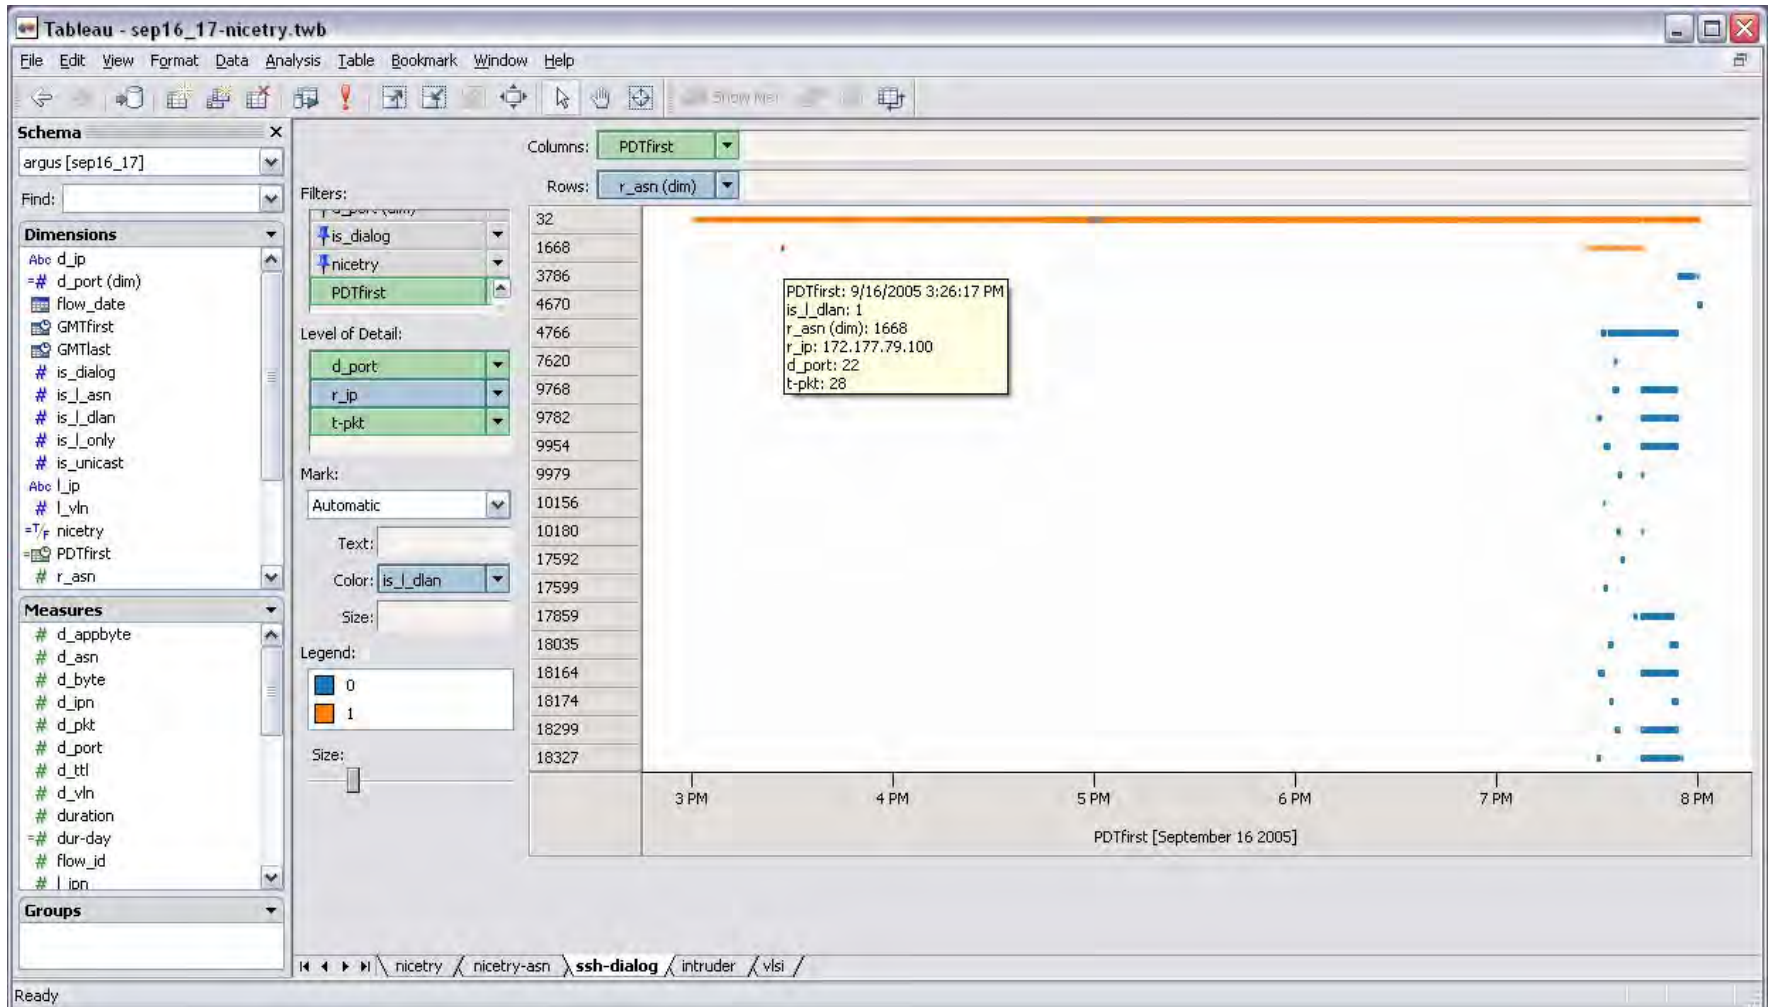 Tableau - sep16_17-nicetry.twb
File Edit View Format Data Analysis Table Bookmark Window Help
Show Me!
Schema
argus [sep16_17]
Find:
Dimensions
Abc d_ip
=# d_port (dim)
flow_date
GMTfirst
GMTlast
# is_dialog
# is_l_asn
# is_l_dlan
# is_l_only
# is_unicast
Abc l_ip
# l_vln
=T/F nicetry
PDTfirst
# r_asn
Measures
# d_appbyte
# d_asn
# d_byte
# d_ipn
# d_pkt
# d_port
# d_ttl
# d_vln
# duration
=# dur-day
# flow_id
# l_ipn
Groups
Filters:
d_port (dim)
is_dialog
nicetry
PDTfirst
Level of Detail:
d_port
r_ip
t-pkt
Mark:
Automatic
Text:
Color: is_l_dlan
Size:
Legend:
0
1
Size:
Columns: PDTfirst
Rows: r_asn (dim)
32
1668
3786
4670
4766
7620
9768
9782
9954
9979
10156
10180
17592
17599
17859
18035
18164
18174
18299
18327
PDTfirst: 9/16/2005 3:26:17 PM
is_l_dlan: 1
r_asn (dim): 1668
r_ip: 172.177.79.100
d_port: 22
t-pkt: 28
3 PM 4 PM 5 PM 6 PM 7 PM 8 PM
PDTfirst [September 16 2005]
nicetry nicetry-asn ssh-dialog intruder vlsi
Ready